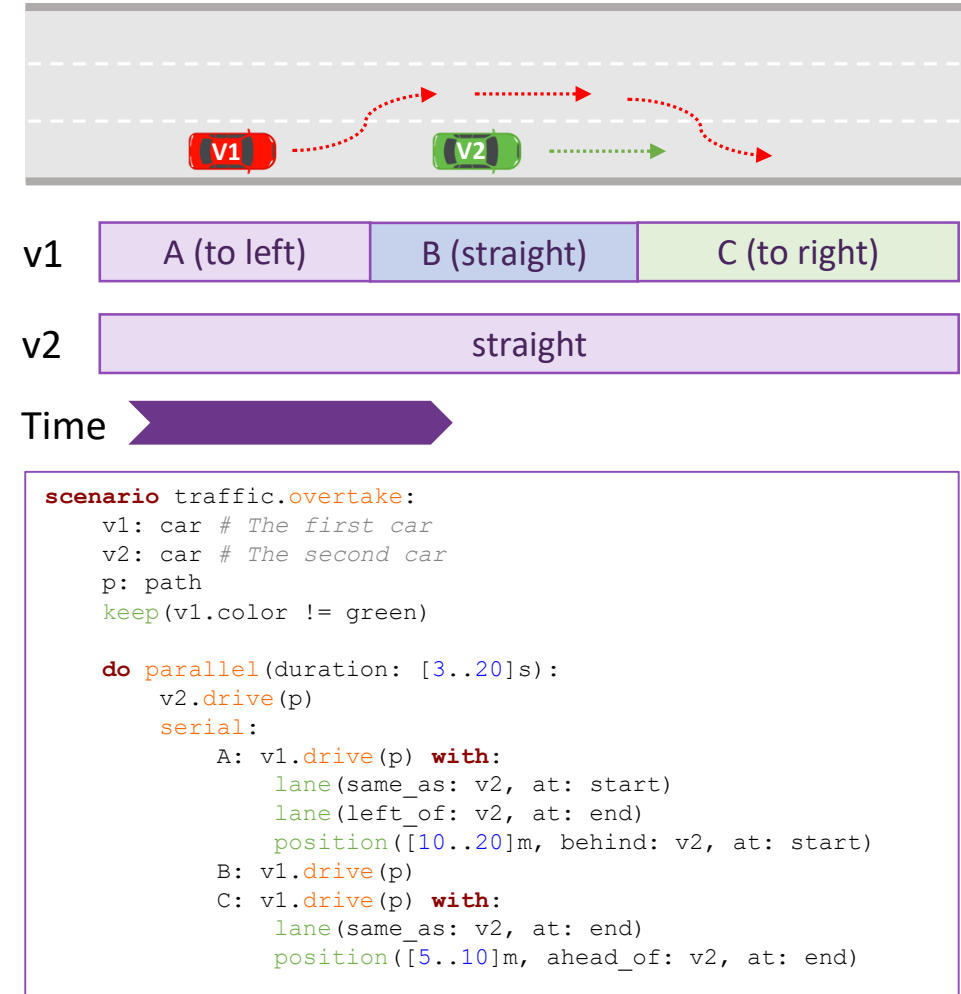 V1 V2
v1 A (to left) B (straight) C (to right)
v2 straight
Time
scenario traffic.overtake:
    v1: car # The first car
    v2: car # The second car
    p: path
    keep(v1.color != green)

    do parallel(duration: [3..20]s):
        v2.drive(p)
        serial:
            A: v1.drive(p) with:
                lane(same_as: v2, at: start)
                lane(left_of: v2, at: end)
                position([10..20]m, behind: v2, at: start)
            B: v1.drive(p)
            C: v1.drive(p) with:
                lane(same_as: v2, at: end)
                position([5..10]m, ahead_of: v2, at: end)